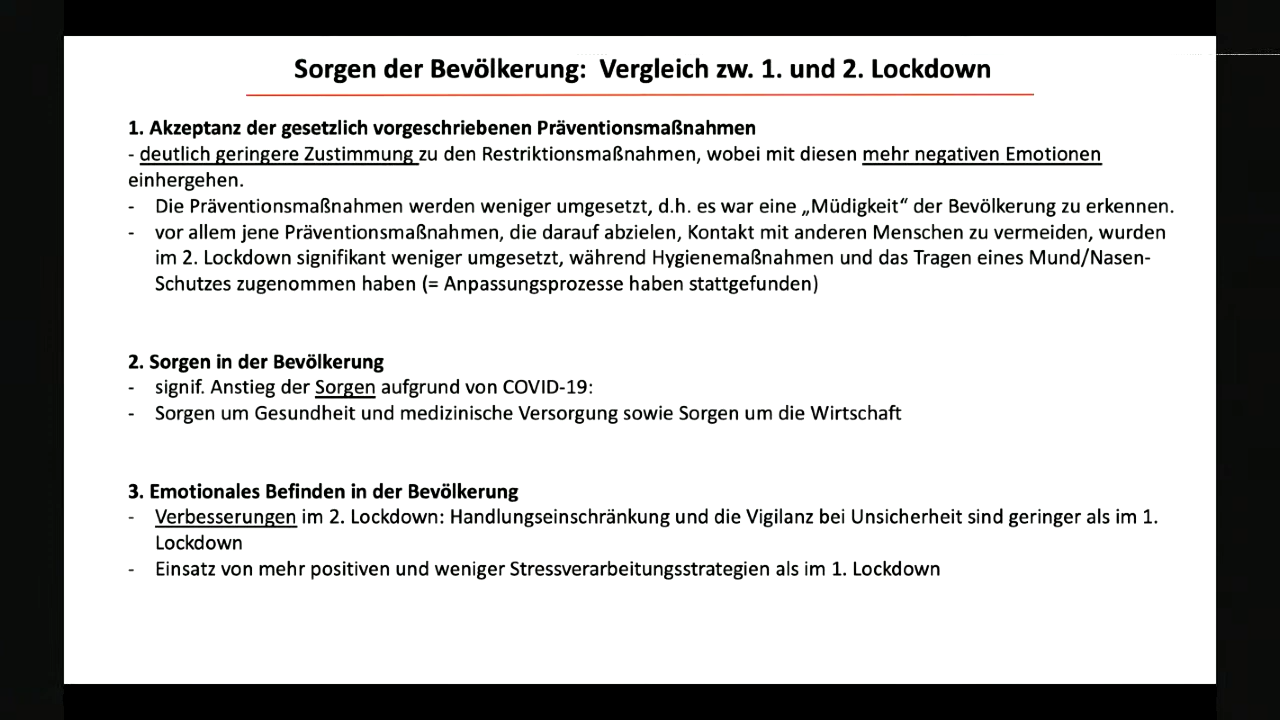 Sorgen der Bevölkerung:  Vergleich zw. 1. und 2. Lockdown
1. Akzeptanz der gesetzlich vorgeschriebenen Präventionsmaßnahmen
- deutlich geringere Zustimmung zu den Restriktionsmaßnahmen, wobei mit diesen mehr negativen Emotionen
einhergehen.
- Die Präventionsmaßnahmen werden weniger umgesetzt, d.h. es war eine „Müdigkeit“ der Bevölkerung zu erkennen.
- vor allem jene Präventionsmaßnahmen, die darauf abzielen, Kontakt mit anderen Menschen zu vermeiden, wurden
im 2. Lockdown signifikant weniger umgesetzt, während Hygienemaßnahmen und das Tragen eines Mund/Nasen-
Schutzes zugenommen haben (= Anpassungsprozesse haben stattgefunden)
2. Sorgen in der Bevölkerung
- signif. Anstieg der Sorgen aufgrund von COVID-19:
- Sorgen um Gesundheit und medizinische Versorgung sowie Sorgen um die Wirtschaft
3. Emotionales Befinden in der Bevölkerung
- Verbesserungen im 2. Lockdown: Handlungseinschränkung und die Vigilanz bei Unsicherheit sind geringer als im 1.
Lockdown
- Einsatz von mehr positiven und weniger Stressverarbeitungsstrategien als im 1. Lockdown